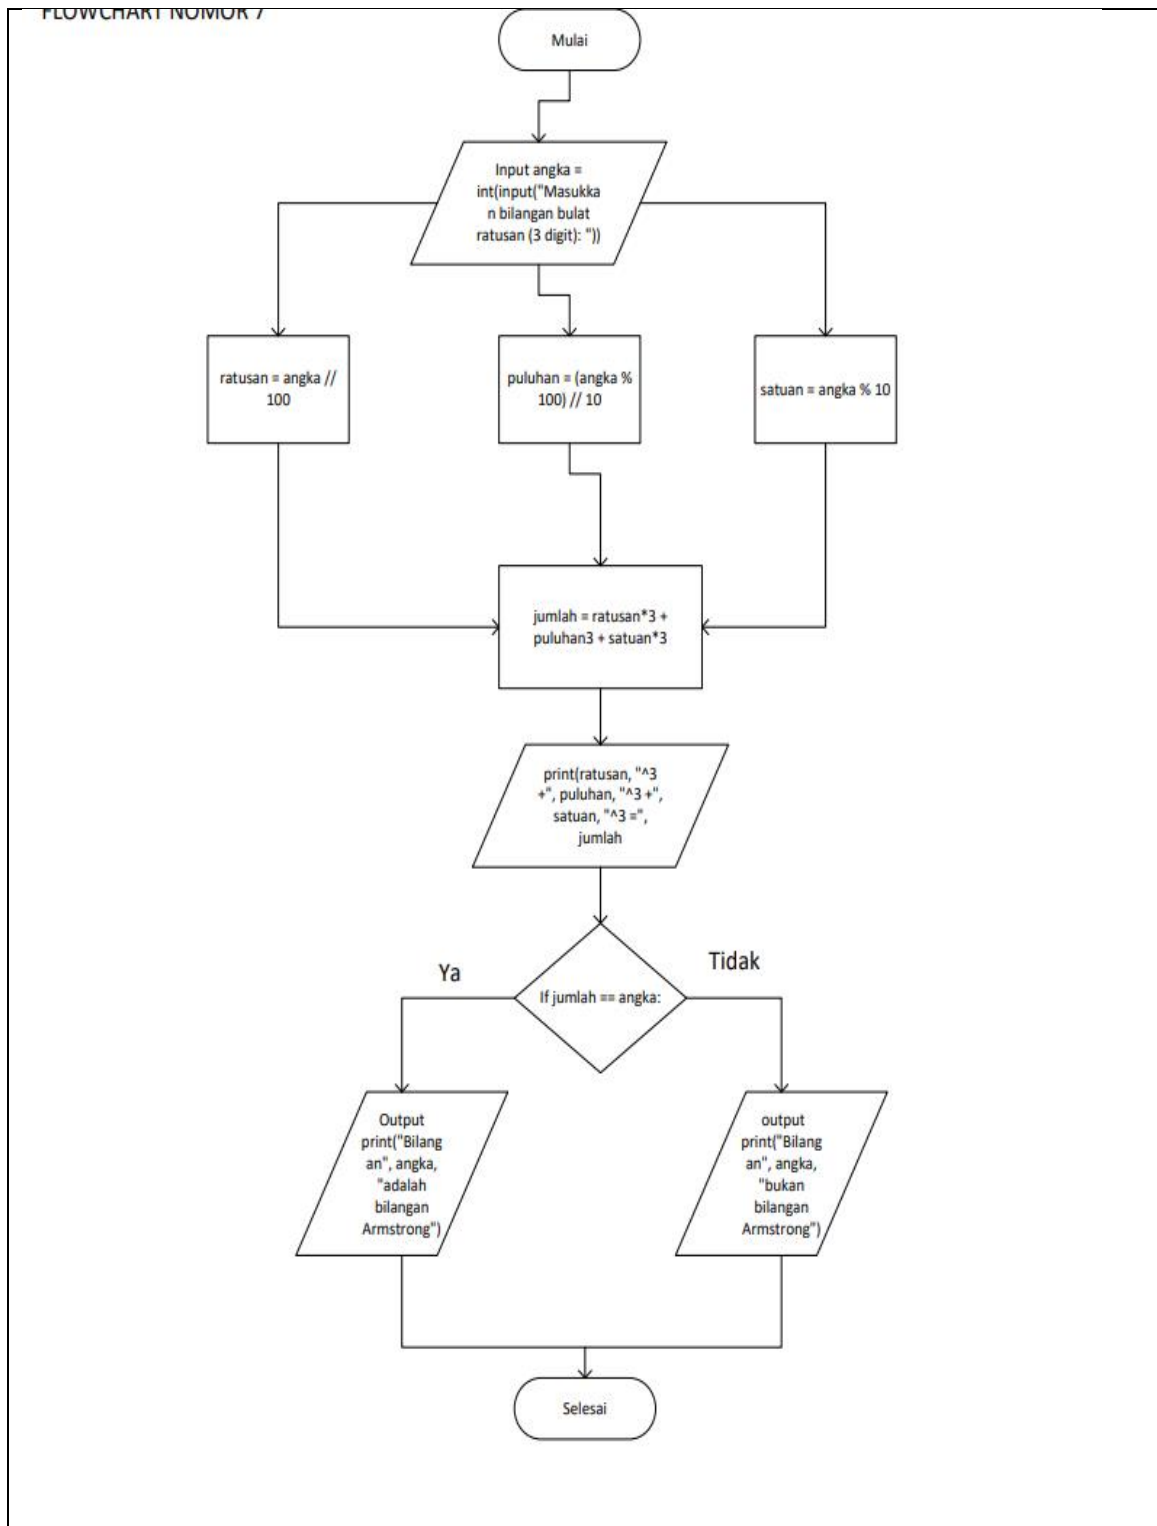 FLOWCHART NOMOR 7
Mulai
Input angka =
int(input("Masukka
n bilangan bulat
ratusan (3 digit): "))
ratusan = angka //
100
puluhan = (angka %
100) // 10
satuan = angka % 10
jumlah = ratusan*3 +
puluhan3 + satuan*3
print(ratusan, "^3
+", puluhan, "^3 +",
satuan, "^3 =",
jumlah
Ya
Tidak
If jumlah == angka:
Output
print("Bilang
an", angka,
"adalah
bilangan
Armstrong")
output
print("Bilang
an", angka,
"bukan
bilangan
Armstrong")
Selesai